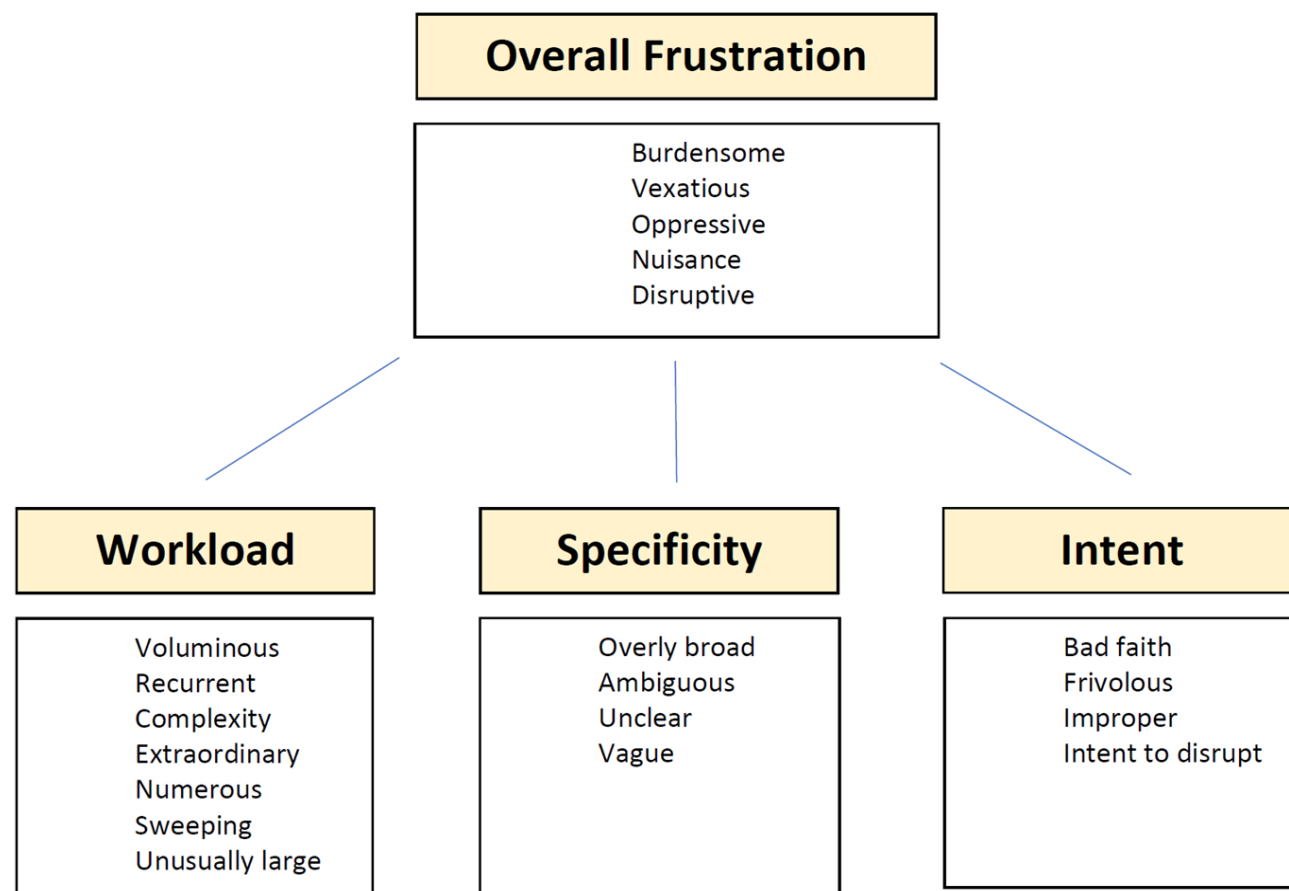 Overall Frustration
Burdensome
Vexatious
Oppressive
Nuisance
Disruptive
Workload
Voluminous
Recurrent
Complexity
Extraordinary
Numerous
Sweeping
Unusually large
Specificity
Overly broad
Ambiguous
Unclear
Vague
Intent
Bad faith
Frivolous
Improper
Intent to disrupt